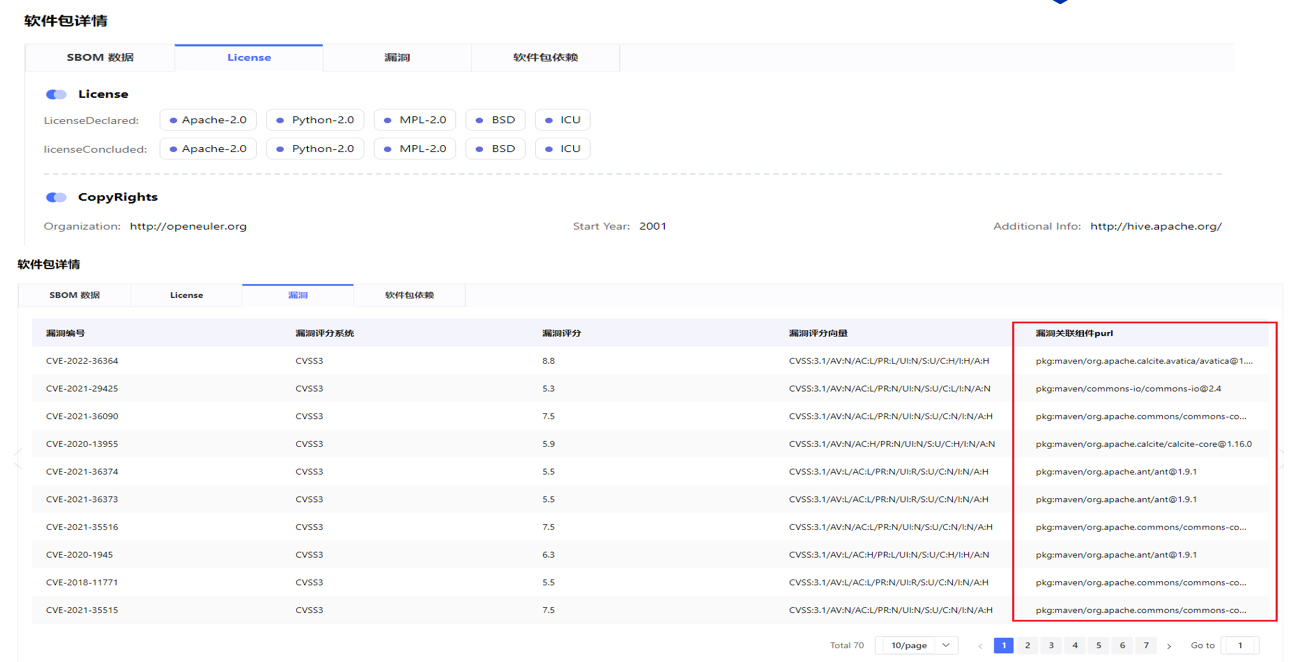 软件包详情
SBOM 数据 License 漏洞 软件包依赖
License
LicenseDeclared: Apache-2.0 Python-2.0 MPL-2.0 BSD ICU
licenseConcluded: Apache-2.0 Python-2.0 MPL-2.0 BSD ICU
CopyRights
Organization: http://openeuler.org Start Year: 2001 Additional Info: http://hive.apache.org/
软件包详情
SBOM 数据 License 漏洞 软件包依赖
漏洞编号 漏洞评分系统 漏洞评分 漏洞评分向量 漏洞关联组件purl
CVE-2022-36364 CVSS3 8.8 CVSS:3.1/AV:N/AC:L/PR:L/UI:N/S:U/C:H/I:H/A:H pkg:maven/org.apache.calcite.avatica/avatica@1....
CVE-2021-29425 CVSS3 5.3 CVSS:3.1/AV:N/AC:L/PR:N/UI:N/S:U/C:L/I:N/A:N pkg:maven/commons-io/commons-io@2.4
CVE-2021-36090 CVSS3 7.5 CVSS:3.1/AV:N/AC:L/PR:N/UI:N/S:U/C:N/I:N/A:H pkg:maven/org.apache.commons/commons-co...
CVE-2020-13955 CVSS3 5.9 CVSS:3.1/AV:N/AC:H/PR:N/UI:N/S:U/C:H/I:N/A:N pkg:maven/org.apache.calcite/calcite-core@1.16.0
CVE-2021-36374 CVSS3 5.5 CVSS:3.1/AV:L/AC:L/PR:N/UI:R/S:U/C:N/I:N/A:H pkg:maven/org.apache.ant/ant@1.9.1
CVE-2021-36373 CVSS3 5.5 CVSS:3.1/AV:L/AC:L/PR:N/UI:R/S:U/C:N/I:N/A:H pkg:maven/org.apache.ant/ant@1.9.1
CVE-2021-35516 CVSS3 7.5 CVSS:3.1/AV:N/AC:L/PR:N/UI:N/S:U/C:N/I:N/A:H pkg:maven/org.apache.commons/commons-co...
CVE-2020-1945 CVSS3 6.3 CVSS:3.1/AV:L/AC:H/PR:L/UI:N/S:U/C:H/I:H/A:N pkg:maven/org.apache.ant/ant@1.9.1
CVE-2018-11771 CVSS3 5.5 CVSS:3.1/AV:L/AC:L/PR:N/UI:R/S:U/C:N/I:N/A:H pkg:maven/org.apache.commons/commons-co...
CVE-2021-35515 CVSS3 7.5 CVSS:3.1/AV:N/AC:L/PR:N/UI:N/S:U/C:N/I:N/A:H pkg:maven/org.apache.commons/commons-co...
Total 70 10/page < 1 2 3 4 5 6 7 > Go to 1